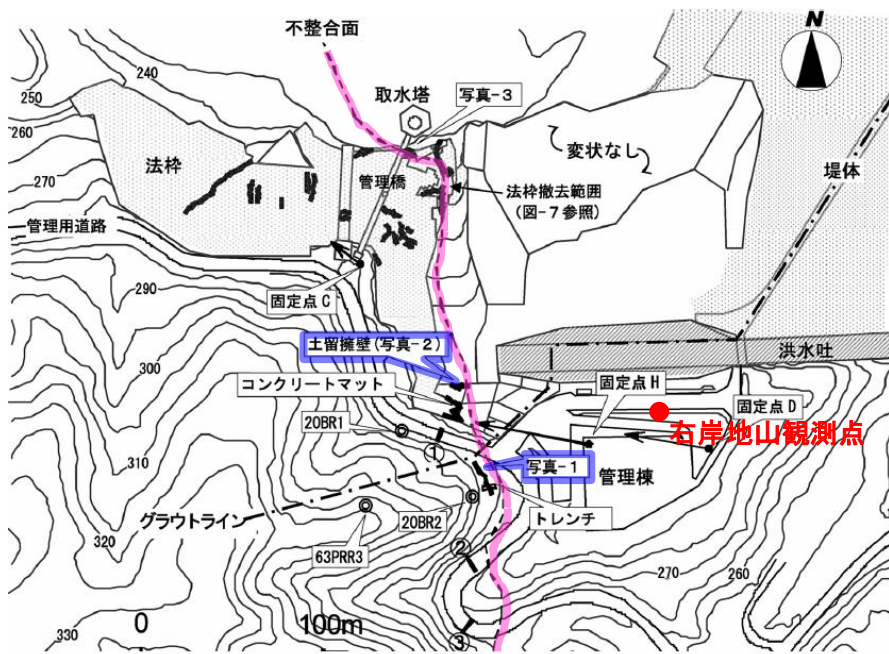 不整合面
N
240
取水塔
写真-3
250
260
法枠
変状なし
堤体
管理橋
270
法枠撤去範囲
(図-7参照)
管理用道路
290
固定点C
土留擁壁(写真-2)
洪水吐
300
コンクリートマット
固定点H
固定点D
20BR1
右岸地山観測点
①
310
写真-1
管理棟
グラウトライン
20BR2
トレンチ
320
63PRR3
②
270
260
330
0
100m
③